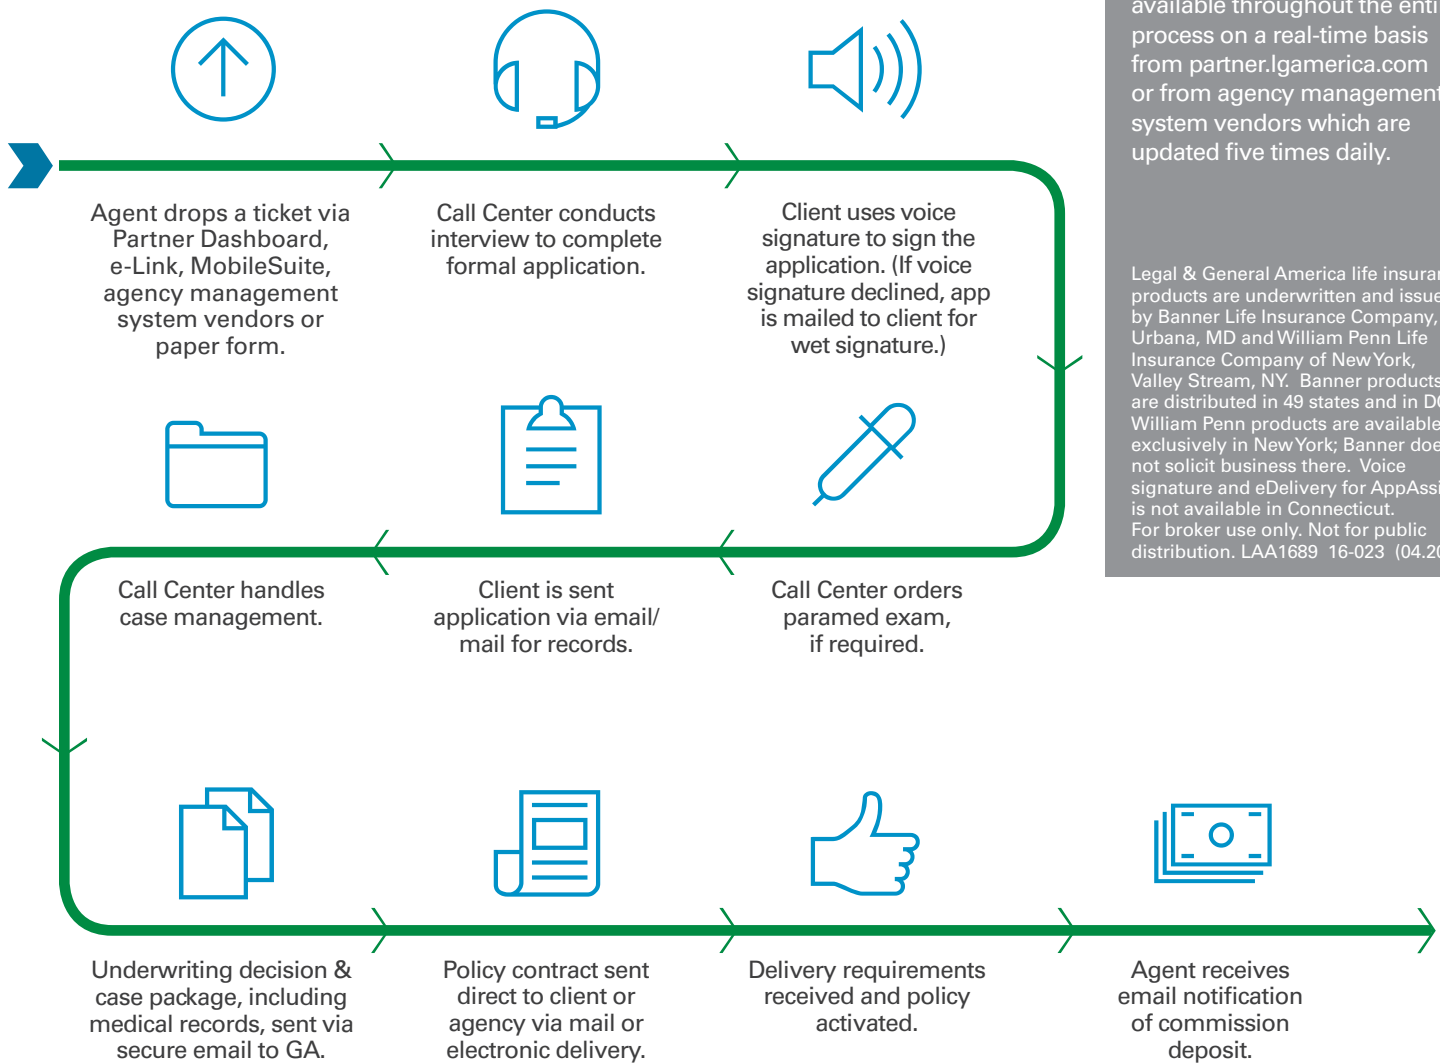 Agent drops a ticket via
Partner Dashboard,
e-Link, MobileSuite,
agency management
system vendors or
paper form.
Call Center conducts
interview to complete
formal application.
Client uses voice
signature to sign the
application. (If voice
signature declined, app
is mailed to client for
wet signature.)
Call Center orders
paramed exam,
if required.
Client is sent
application via email/
mail for records.
Call Center handles
case management.
Underwriting decision &
case package, including
medical records, sent via
secure email to GA.
Policy contract sent
direct to client or
agency via mail or
electronic delivery.
Delivery requirements
received and policy
activated.
Agent receives
email notification
of commission
deposit.
available throughout the enti
process on a real-time basis
from partner.lgamerica.com
or from agency management
system vendors which are
updated five times daily.
Legal & General America life insuran
products are underwritten and issue
by Banner Life Insurance Company,
Urbana, MD and William Penn Life
Insurance Company of New York,
Valley Stream, NY. Banner products
are distributed in 49 states and in DC
William Penn products are available
exclusively in New York; Banner doe
not solicit business there. Voice
signature and eDelivery for AppAssi
is not available in Connecticut.
For broker use only. Not for public
distribution. LAA1689 16-023 (04.20